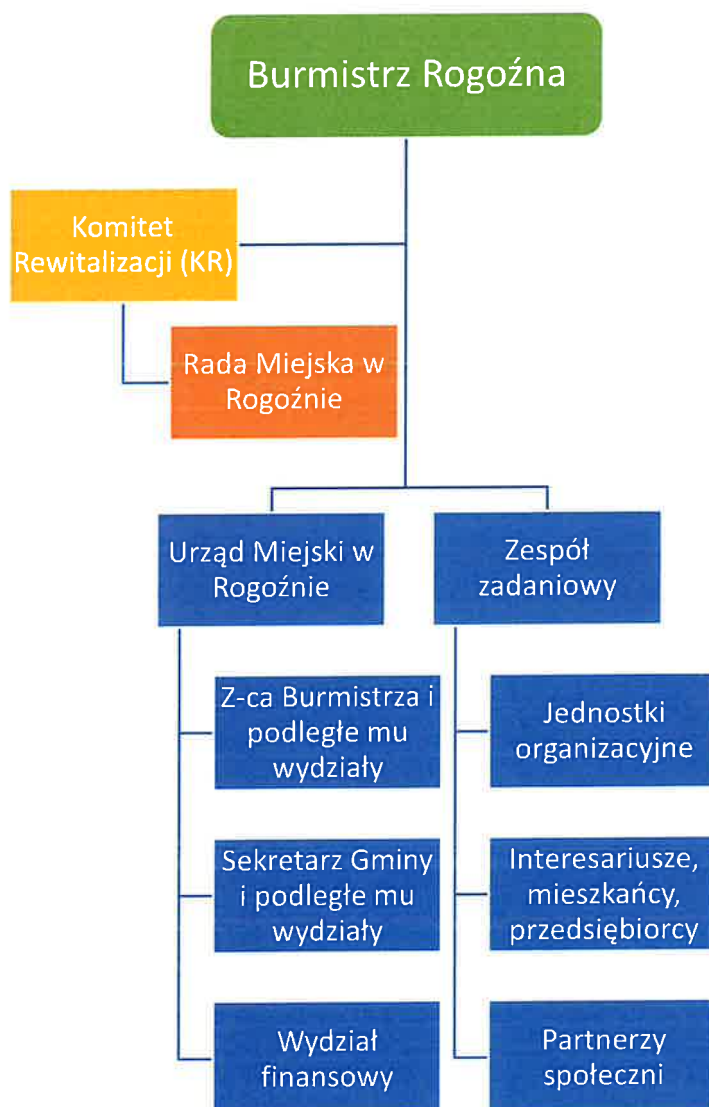 Burmistrz Rogoźna
Komitet
Rewitalizacji (KR)
Rada Miejska w
Rogoźnie
Urząd Miejski w
Rogoźnie
Zespół
zadaniowy
Z-ca Burmistrza i
podległe mu
wydziały
Jednostki
organizacyjne
Sekretarz Gminy
i podległe mu
wydziały
Interesariusze,
mieszkańcy,
przedsiębiorcy
Wydział
finansowy
Partnerzy
społeczni